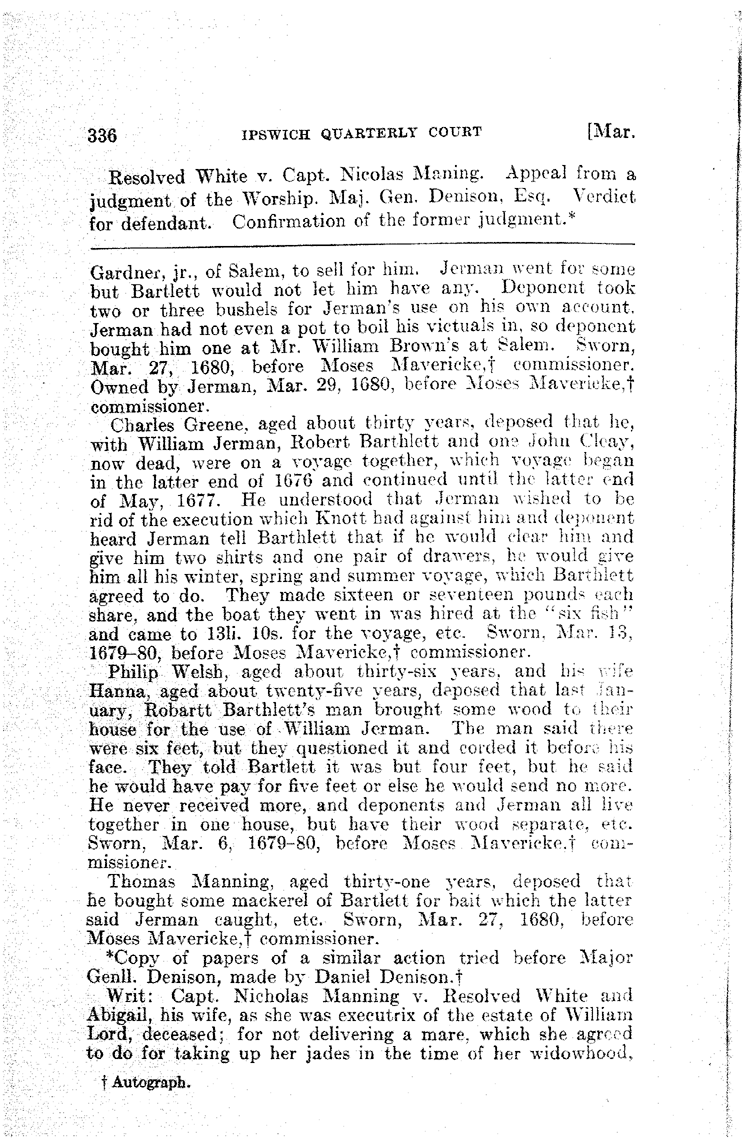 336 IPSWICH QUARTERLY COURT [Mar.
Resolved White v. Capt. Nicolas Maning. Appeal from a
judgment of the Worship. Maj. Gen. Denison, Esq. Verdict
for defendant. Confirmation of the former judgment.*
Gardner, jr., of Salem, to sell for him. Jerman went for some
but Bartlett would not let him have any. Deponent took
two or three bushels for Jerman's use on his own account.
Jerman had not even a pot to boil his victuals in, so deponent
bought him one at Mr. William Brown's at Salem. Sworn,
Mar. 27, 1680, before Moses Mavericke,† commissioner.
Owned by Jerman, Mar. 29, 1680, before Moses Mavericke,†
commissioner.
Charles Greene, aged about thirty years, deposed that he,
with William Jerman, Robert Barthlett and one John Cleay,
now dead, were on a voyage together, which voyage began
in the latter end of 1676 and continued until the latter end
of May, 1677. He understood that Jerman wished to be
rid of the execution which Knott had against him and deponent
heard Jerman tell Barthlett that if he would clear him and
give him two shirts and one pair of drawers, he would give
him all his winter, spring and summer voyage, which Barthlett
agreed to do. They made sixteen or seventeen pounds each
share, and the boat they went in was hired at the "six fish"
and came to 13li. 10s. for the voyage, etc. Sworn, Mar. 13,
1679-80, before Moses Mavericke,† commissioner.
Philip Welsh, aged about thirty-six years, and his wife
Hanna, aged about twenty-five years, deposed that last Jan-
uary, Robartt Barthlett's man brought some wood to their
house for the use of William Jerman. The man said there
were six feet, but they questioned it and corded it before his
face. They told Bartlett it was but four feet, but he said
he would have pay for five feet or else he would send no more.
He never received more, and deponents and Jerman all live
together in one house, but have their wood separate, etc.
Sworn, Mar. 6, 1679-80, before Moses Mavericke,† com-
missioner.
Thomas Manning, aged thirty-one years, deposed that
he bought some mackerel of Bartlett for bait which the latter
said Jerman caught, etc. Sworn, Mar. 27, 1680, before
Moses Mavericke,† commissioner.
*Copy of papers of a similar action tried before Major
Genll. Denison, made by Daniel Denison.†
Writ: Capt. Nicholas Manning v. Resolved White and
Abigail, his wife, as she was executrix of the estate of William
Lord, deceased; for not delivering a mare, which she agreed
to do for taking up her jades in the time of her widowhood,
† Autograph.